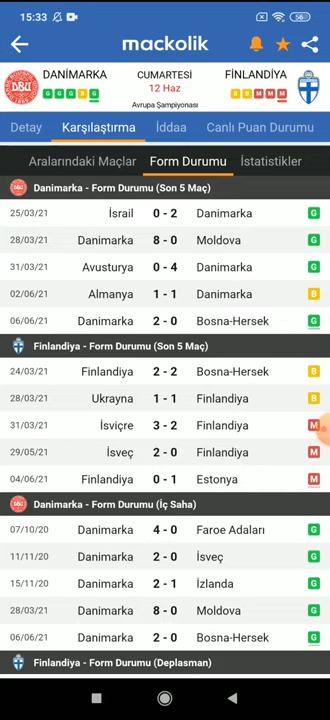 15:33 56
mackolik
DANİMARKA CUMARTESİ FİNLANDİYA
G G G B G 12 Haz B B M M M
DBU Avrupa Şampiyonası
Detay Karşılaştırma İddaa Canlı Puan Durumu
Aralarındaki Maçlar Form Durumu İstatistikler
DBU Danimarka - Form Durumu (Son 5 Maç)
25/03/21 İsrail 0 - 2 Danimarka G
28/03/21 Danimarka 8 - 0 Moldova G
31/03/21 Avusturya 0 - 4 Danimarka G
02/06/21 Almanya 1 - 1 Danimarka B
06/06/21 Danimarka 2 - 0 Bosna-Hersek G
Finlandiya - Form Durumu (Son 5 Maç)
24/03/21 Finlandiya 2 - 2 Bosna-Hersek B
28/03/21 Ukrayna 1 - 1 Finlandiya B
31/03/21 İsviçre 3 - 2 Finlandiya M
29/05/21 İsveç 2 - 0 Finlandiya M
04/06/21 Finlandiya 0 - 1 Estonya M
DBU Danimarka - Form Durumu (İç Saha)
07/10/20 Danimarka 4 - 0 Faroe Adaları G
11/11/20 Danimarka 2 - 0 İsveç G
15/11/20 Danimarka 2 - 1 İzlanda G
28/03/21 Danimarka 8 - 0 Moldova G
06/06/21 Danimarka 2 - 0 Bosna-Hersek G
Finlandiya - Form Durumu (Deplasman)